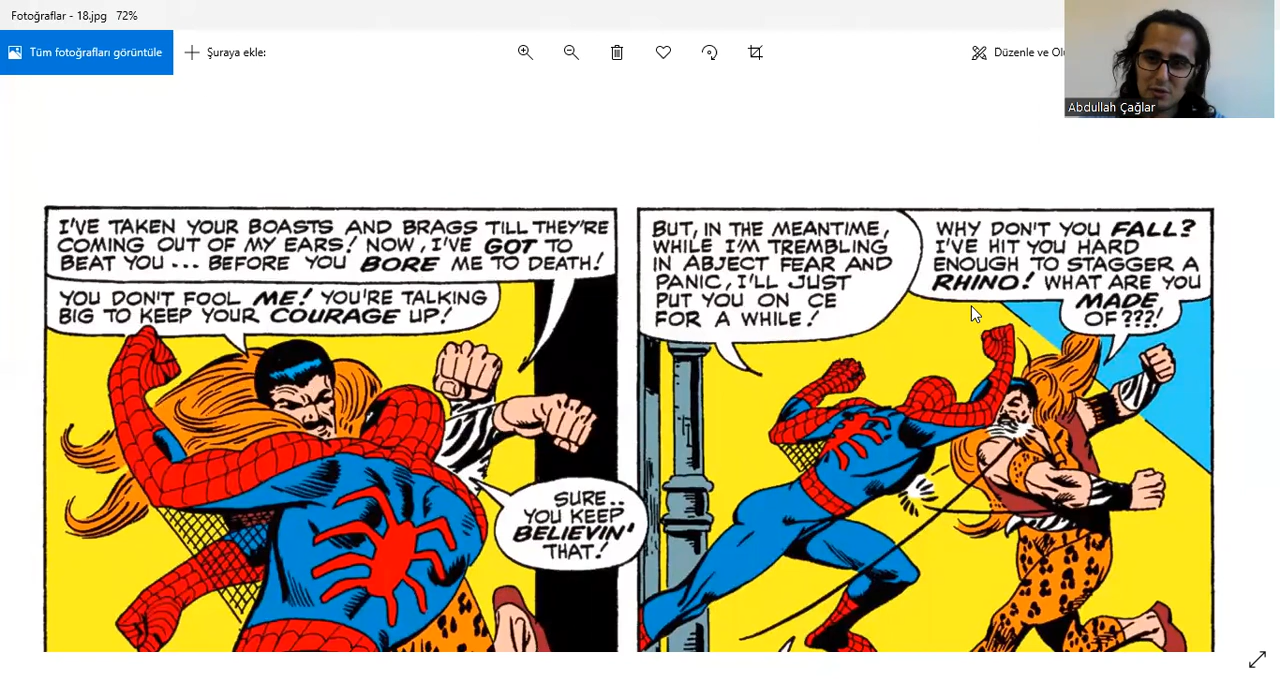 Fotoğraflar - 18.jpg 72%
Tüm fotoğrafları görüntüle
Şuraya ekle:
Düzenle ve
Abdullah Çağlar
I'VE TAKEN YOUR BOASTS AND BRAGS TILL THEY'RE
COMING OUT OF MY EARS! NOW, I'VE GOT TO
BEAT YOU... BEFORE YOU BORE ME TO DEATH!
YOU DON'T FOOL ME! YOU'RE TALKING
BIG TO KEEP YOUR COURAGE UP!
SURE..
YOU KEEP
BELIEVIN'
THAT!
BUT, IN THE MEANTIME,
WHILE I'M TREMBLING
IN ABJECT FEAR AND
PANIC, I'LL JUST
PUT YOU ON CE
FOR A WHILE!
WHY DON'T YOU FALL?
I'VE HIT YOU HARD
ENOUGH TO STAGGER A
RHINO! WHAT ARE YOU
MADE
OF???!